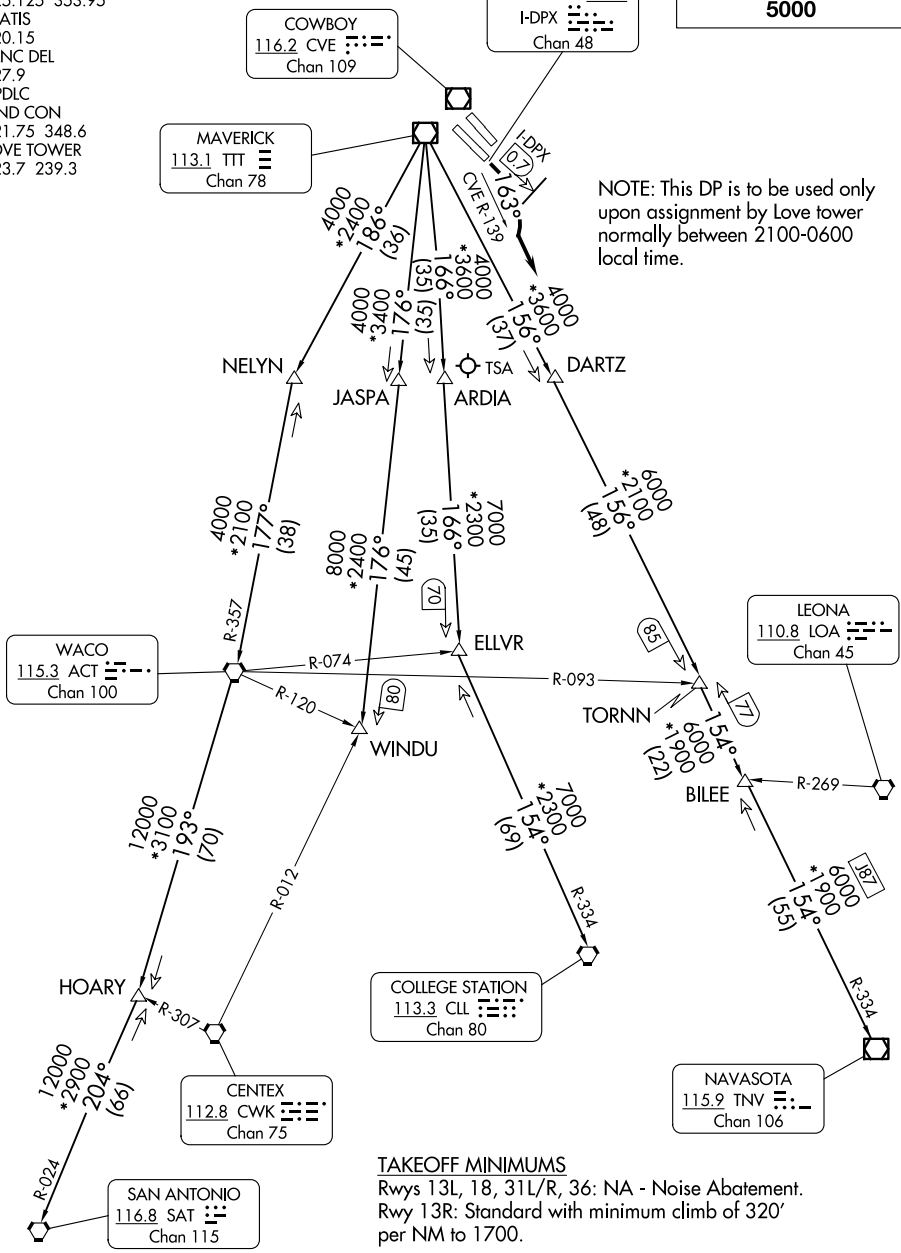 25.125 353.95
ATIS
20.15
NC DEL
27.9
PDLC
ND CON
21.75 348.6
OVE TOWER
23.7 239.3
COWBOY
116.2 CVE
Chan 109
I-DPX
Chan 48
5000
MAVERICK
113.1 TTT
Chan 78
I-DPX
0.7
163°
CVE R-139
NOTE: This DP is to be used only
upon assignment by Love tower
normally between 2100-0600
local time.
4000
*2400
186°
(36)
4000
*3400
176°
(35)
4000
*3600
166°
(35)
4000
*3600
156°
(37)
NELYN
JASPA
ARDIA
TSA
DARTZ
4000
*2100
177°
(38)
8000
*2400
176°
(45)
7000
*2300
166°
(35)
6000
*2100
156°
(48)
R-357
70
85
WACO
115.3 ACT
Chan 100
R-074
R-093
R-120
80
ELLVR
WINDU
TORNN
77
LEONA
110.8 LOA
Chan 45
154°
6000
*1900
(22)
BILEE
R-269
12000
*3100
193°
(70)
R-012
7000
*2300
154°
(69)
R-334
J87
6000
*1900
154°
(55)
R-334
HOARY
R-307
COLLEGE STATION
113.3 CLL
Chan 80
CENTEX
112.8 CWK
Chan 75
NAVASOTA
115.9 TNV
Chan 106
12000
*2900
204°
(66)
R-024
SAN ANTONIO
116.8 SAT
Chan 115
TAKEOFF MINIMUMS
Rwys 13L, 18, 31L/R, 36: NA - Noise Abatement.
Rwy 13R: Standard with minimum climb of 320'
per NM to 1700.